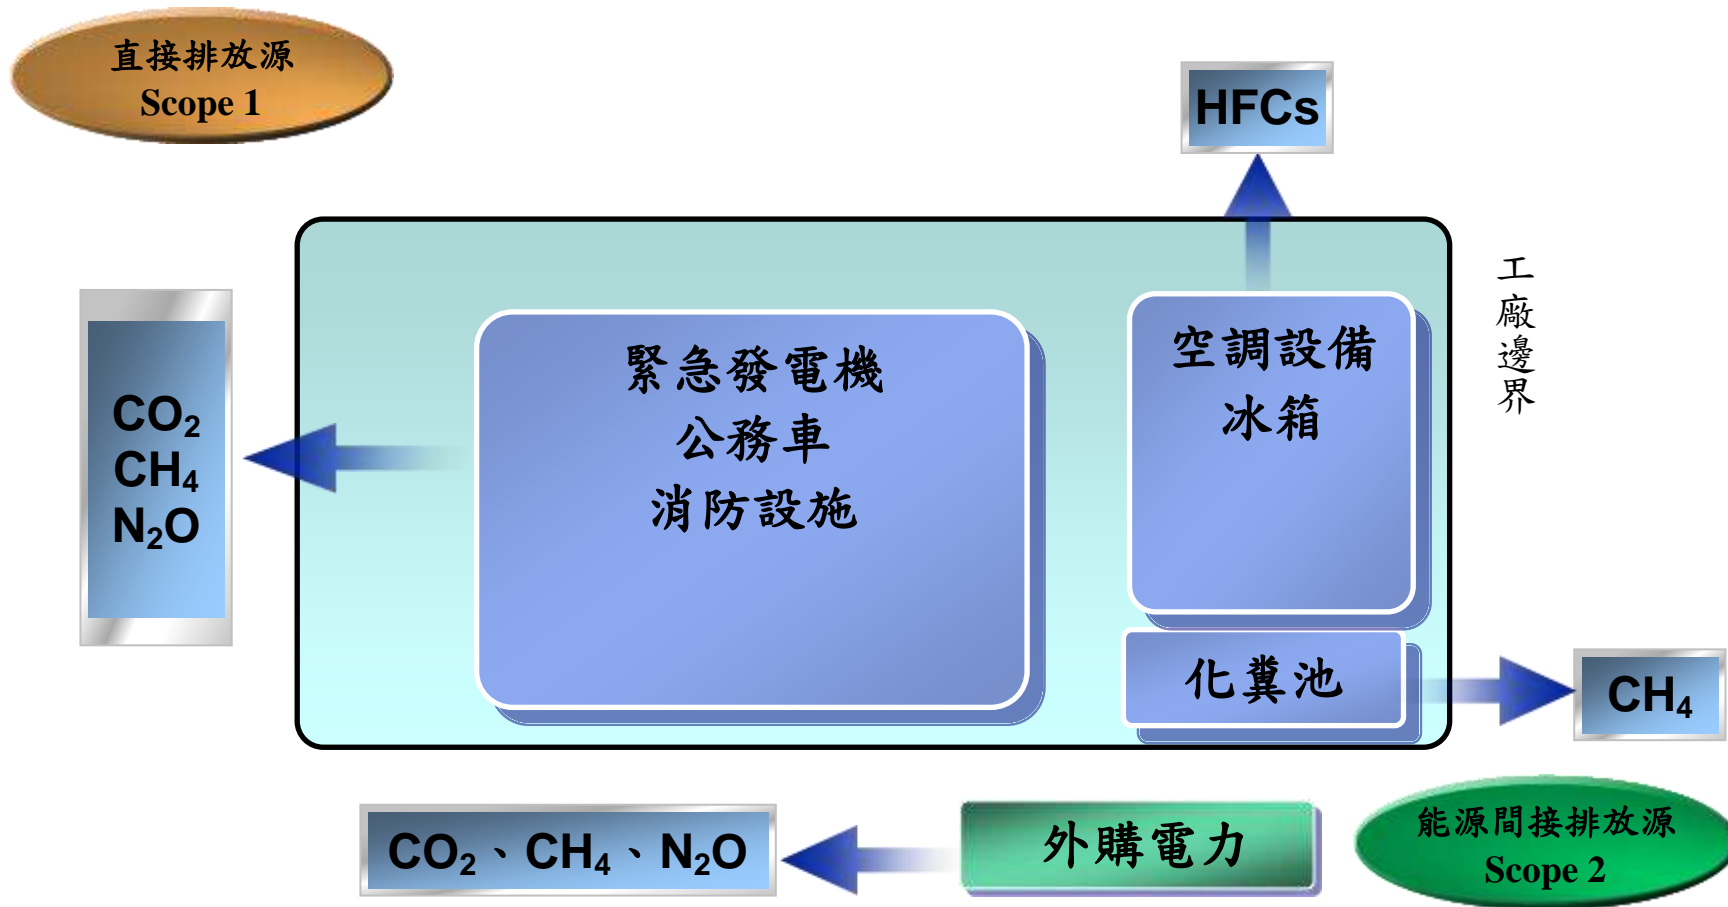 直接排放源
Scope 1
HFCs
工廠邊界
緊急發電機
公務車
消防設施
空調設備
冰箱
CO₂
CH₄
N₂O
化糞池
CH₄
CO₂、CH₄、N₂O
外購電力
能源間接排放源
Scope 2